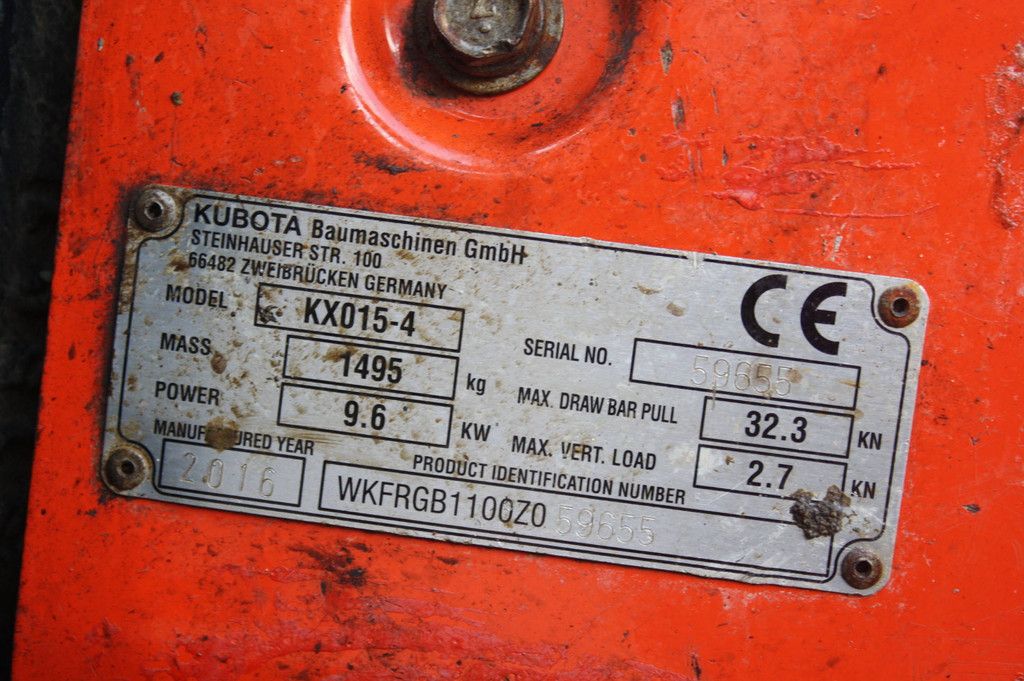 KUBOTA Baumaschinen GmbH
STEINHAUSER STR. 100
66482 ZWEIBRÜCKEN GERMANY
CE
MODEL KX015-4
MASS 1495 kg
POWER 9.6 KW
SERIAL NO. 59655
MAX. DRAW BAR PULL 32.3 KN
MAX. VERT. LOAD 2.7 KN
MANUFACTURED YEAR
2016
PRODUCT IDENTIFICATION NUMBER
WKFRGB1100Z059655